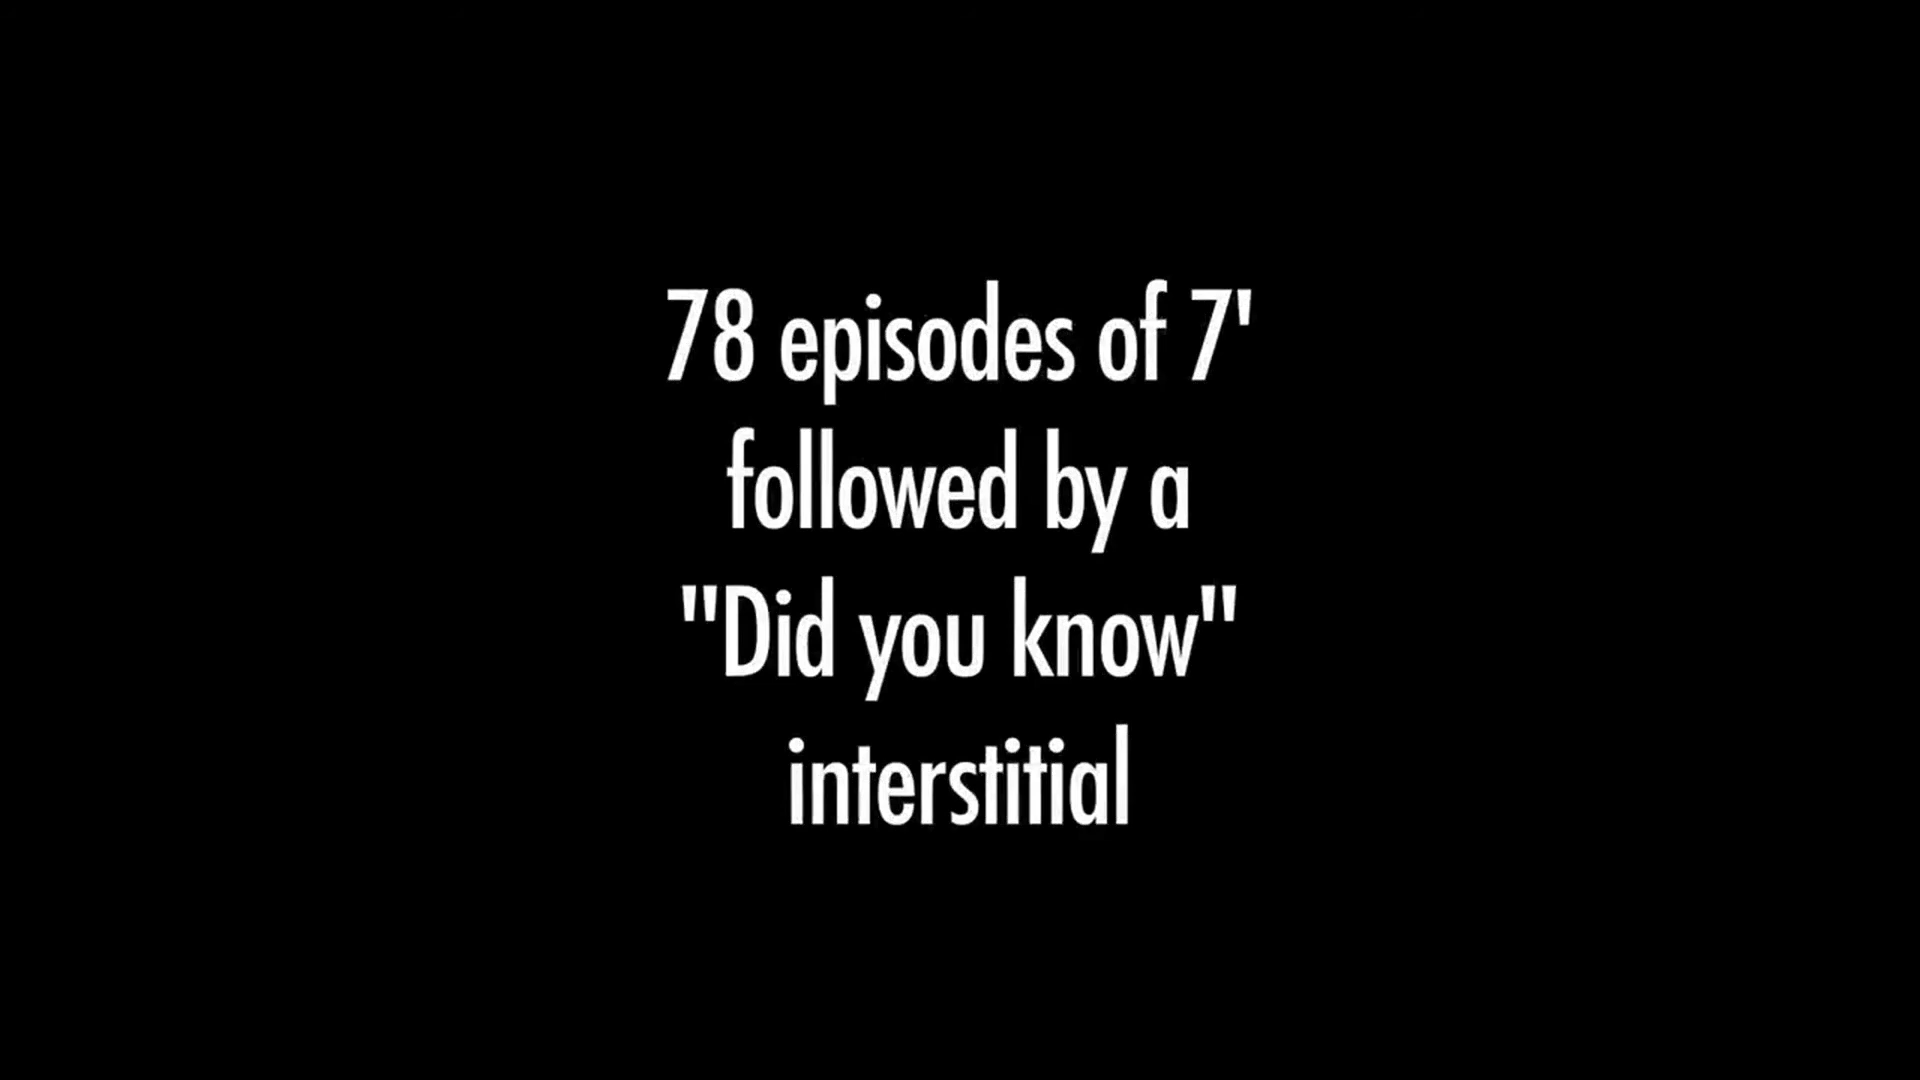 78 episodes of 7'
followed by a
"Did you know"
interstitial